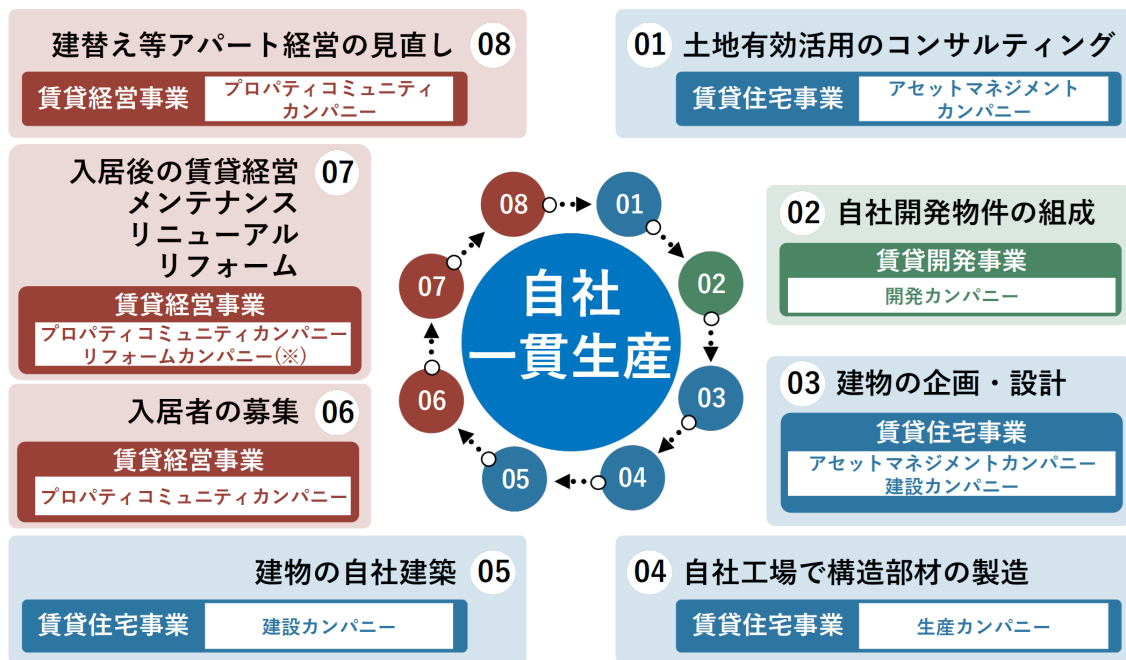 01 土地有効活用のコンサルティング
賃貸住宅事業
アセットマネジメント
カンパニー
02 自社開発物件の組成
賃貸開発事業
開発カンパニー
03 建物の企画・設計
賃貸住宅事業
アセットマネジメントカンパニー
建設カンパニー
04 自社工場で構造部材の製造
賃貸住宅事業
生産カンパニー
建物の自社建築 05
賃貸住宅事業
建設カンパニー
入居者の募集 06
賃貸経営事業
プロパティコミュニティカンパニー
入居後の賃貸経営 07
メンテナンス
リニューアル
リフォーム
賃貸経営事業
プロパティコミュニティカンパニー
リフォームカンパニー(※)
建替え等アパート経営の見直し 08
賃貸経営事業
プロパティコミュニティ
カンパニー
自社
一貫生産
01
02
03
04
05
06
07
08